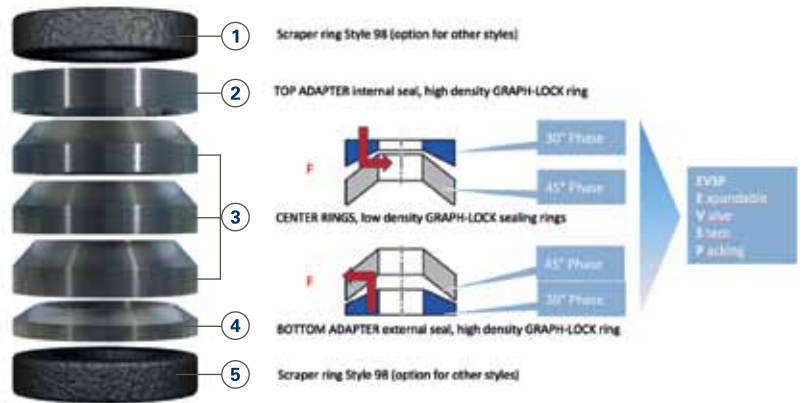 1 Scraper ring Style 98 (option for other styles)
2 TOP ADAPTER internal seal, high density GRAPH-LOCK ring
30° Phase
F
45° Phase
3 CENTER RINGS, low density GRAPH-LOCK sealing rings
EVSP
E xpandable
V alve
S tem
P acking
45° Phase
F
30° Phase
4 BOTTOM ADAPTER external seal, high density GRAPH-LOCK ring
5 Scraper ring Style 98 (option for other styles)